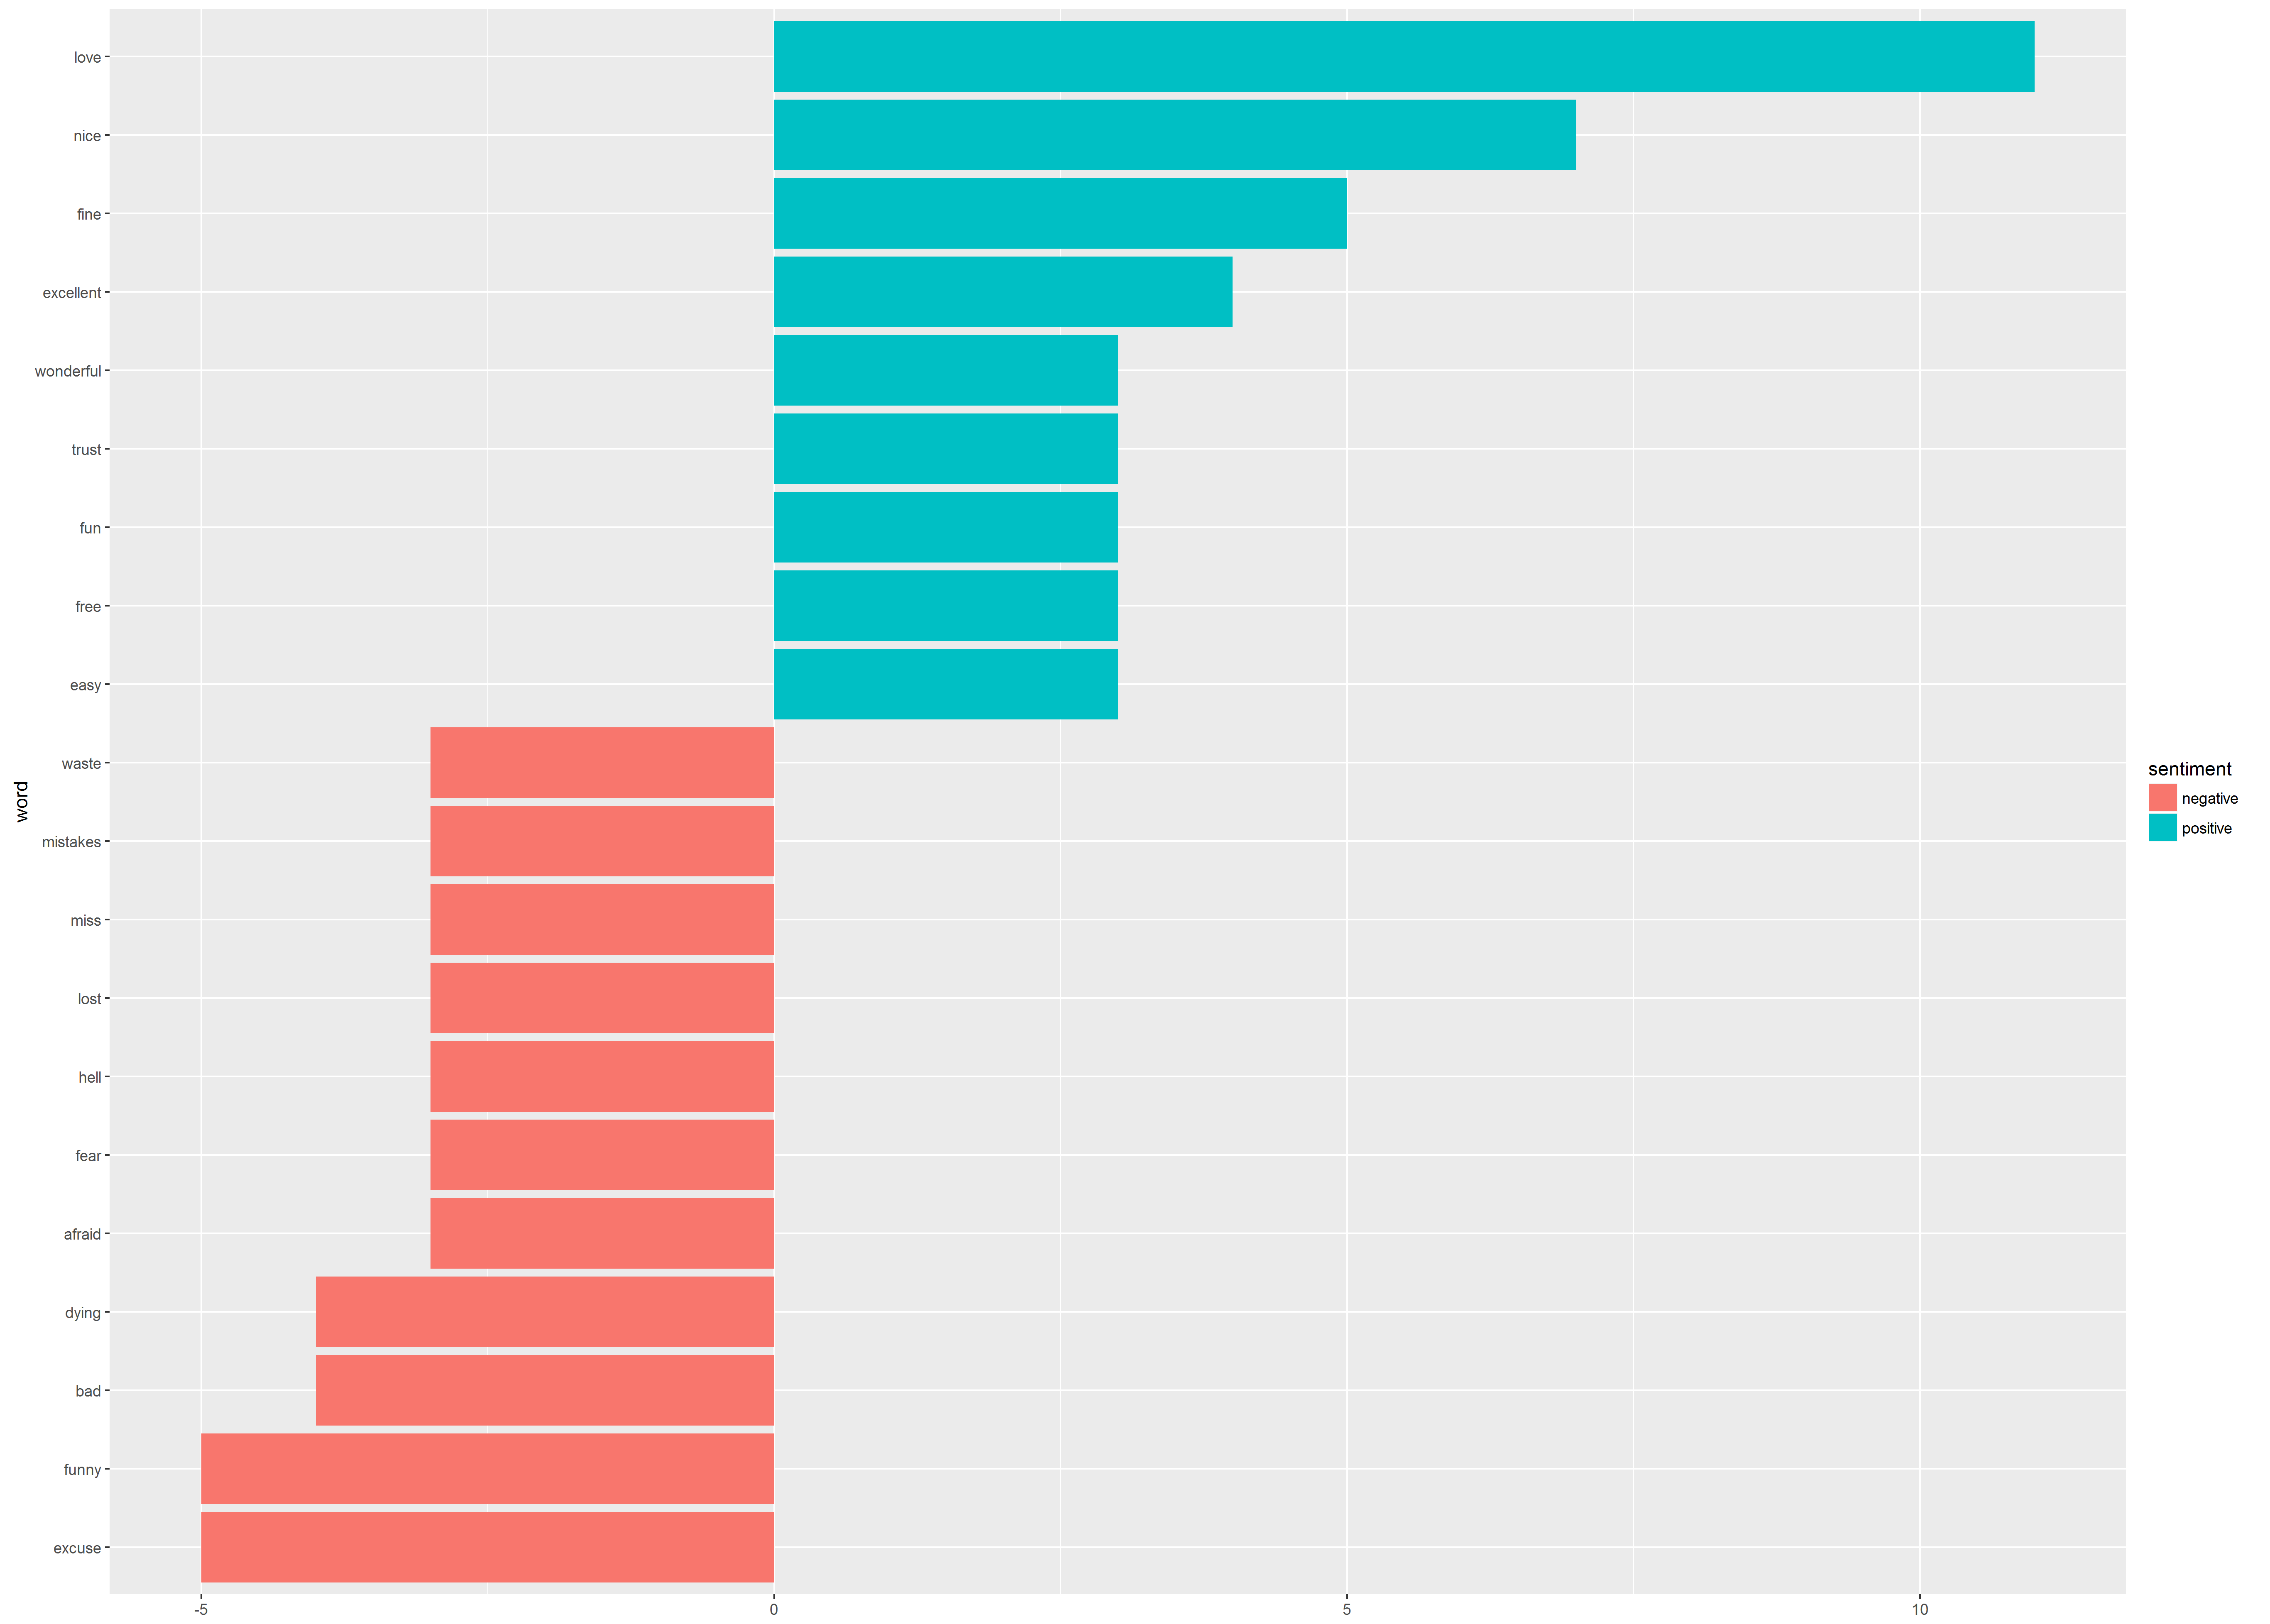 love
nice
fine
excellent
wonderful
trust
fun
free
easy
waste
mistakes
miss
lost
hell
fear
afraid
dying
bad
funny
excuse
word
-5 0 5 10
sentiment
negative
positive